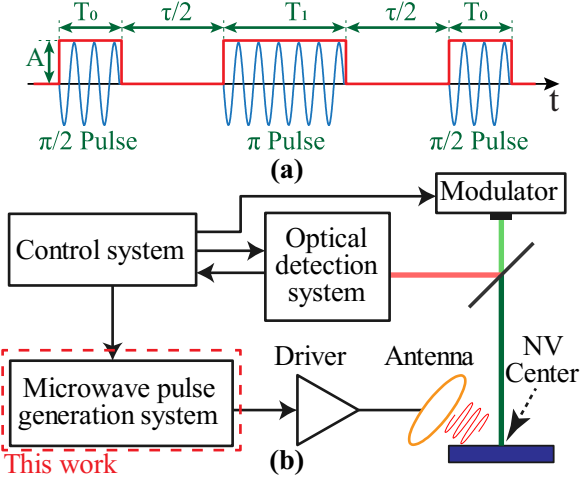 T₀ τ/2 T₁ τ/2 T₀
A
t
π/2 Pulse π Pulse π/2 Pulse
(a)
Modulator
Control system
Optical
detection
system
Microwave pulse
generation system
Driver
Antenna
NV
Center
This work
(b)